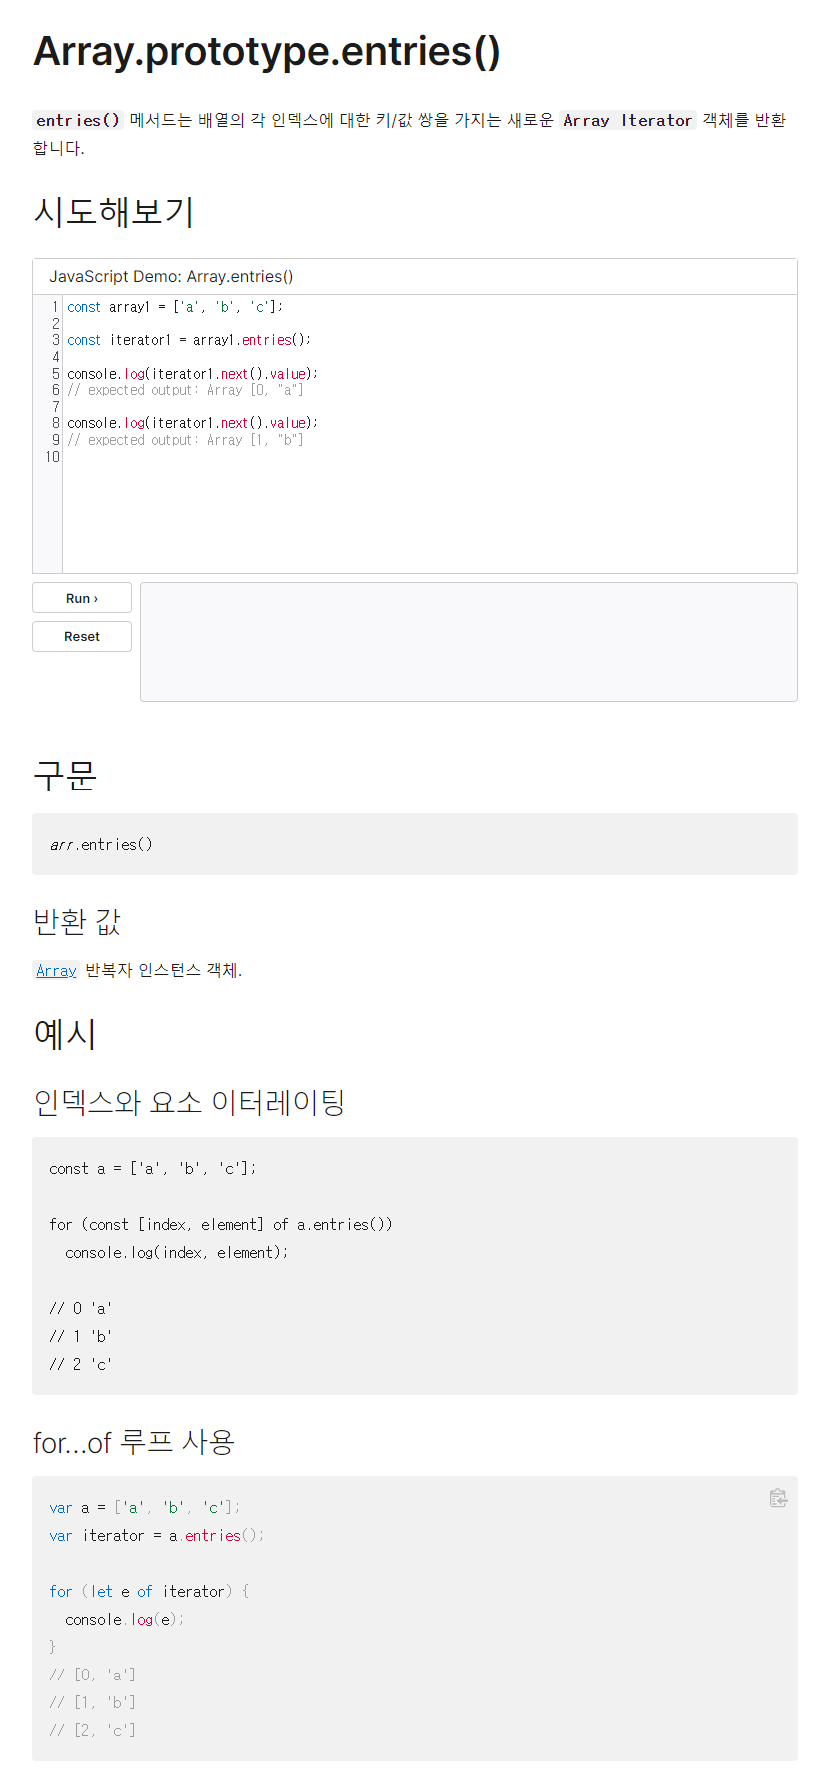 Array.prototype.entries()
entries() 메서드는 배열의 각 인덱스에 대한 키/값 쌍을 가지는 새로운 Array Iterator 객체를 반환
합니다.
시도해보기
JavaScript Demo: Array.entries()
1 const array1 = ['a', 'b', 'c'];
2
3 const iterator1 = array1.entries();
4
5 console.log(iterator1.next().value);
6 // expected output: Array [0, "a"]
7
8 console.log(iterator1.next().value);
9 // expected output: Array [1, "b"]
10
Run ›
Reset
구문
arr.entries()
반환 값
Array 반복자 인스턴스 객체.
예시
인덱스와 요소 이터레이팅
const a = ['a', 'b', 'c'];
for (const [index, element] of a.entries())
  console.log(index, element);
// 0 'a'
// 1 'b'
// 2 'c'
for…of 루프 사용
var a = ['a', 'b', 'c'];
var iterator = a.entries();
for (let e of iterator) {
  console.log(e);
}
// [0, 'a']
// [1, 'b']
// [2, 'c']